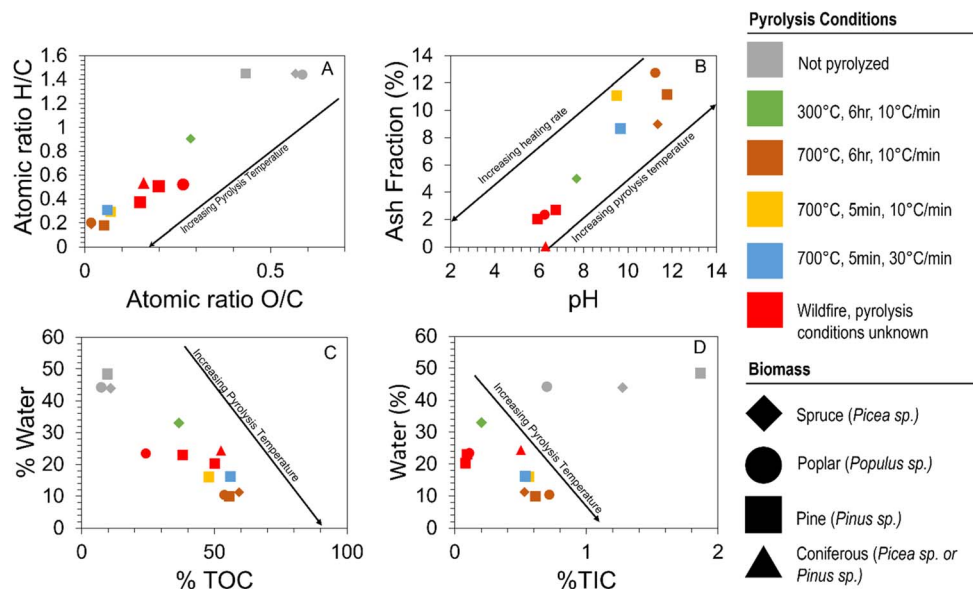 Pyrolysis Conditions
Not pyrolyzed
300°C, 6hr, 10°C/min
700°C, 6hr, 10°C/min
700°C, 5min, 10°C/min
700°C, 5min, 30°C/min
Wildfire, pyrolysis
conditions unknown
Biomass
Spruce (Picea sp.)
Poplar (Populus sp.)
Pine (Pinus sp.)
Coniferous (Picea sp. or
Pinus sp.)
A
Atomic ratio H/C
1.6
1.4
1.2
1
0.8
0.6
0.4
0.2
0
0 0.6
Atomic ratio O/C
Increasing Pyrolysis Temperature
B
Ash Fraction (%)
14
12
10
8
6
4
2
0
2 4 6 8 10 12 14
pH
Increasing heating rate
Increasing pyrolysis temperature
C
% Water
60
50
40
30
20
10
0
0 50 100
% TOC
Increasing Pyrolysis Temperature
D
Water (%)
60
50
40
30
20
10
0
0 1 2
%TIC
Increasing Pyrolysis Temperature